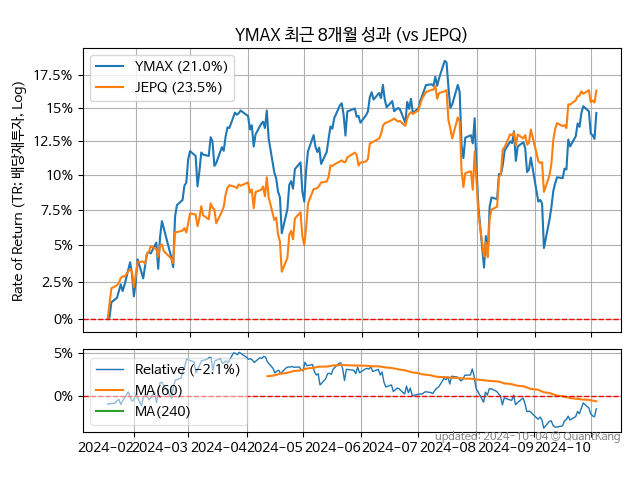 YMAX 최근 8개월 성과 (vs JEPQ)
Rate of Return (TR: 배당재투자, Log)
17.5%
15%
12.5%
10%
7.5%
5%
2.5%
0%
YMAX (21.0%)
JEPQ (23.5%)
5%
0%
Relative (−2.1%)
MA(60)
MA(240)
updated: 2024-10-04 © QuantKang
2024-02 2024-03 2024-04 2024-05 2024-06 2024-07 2024-08 2024-09 2024-10